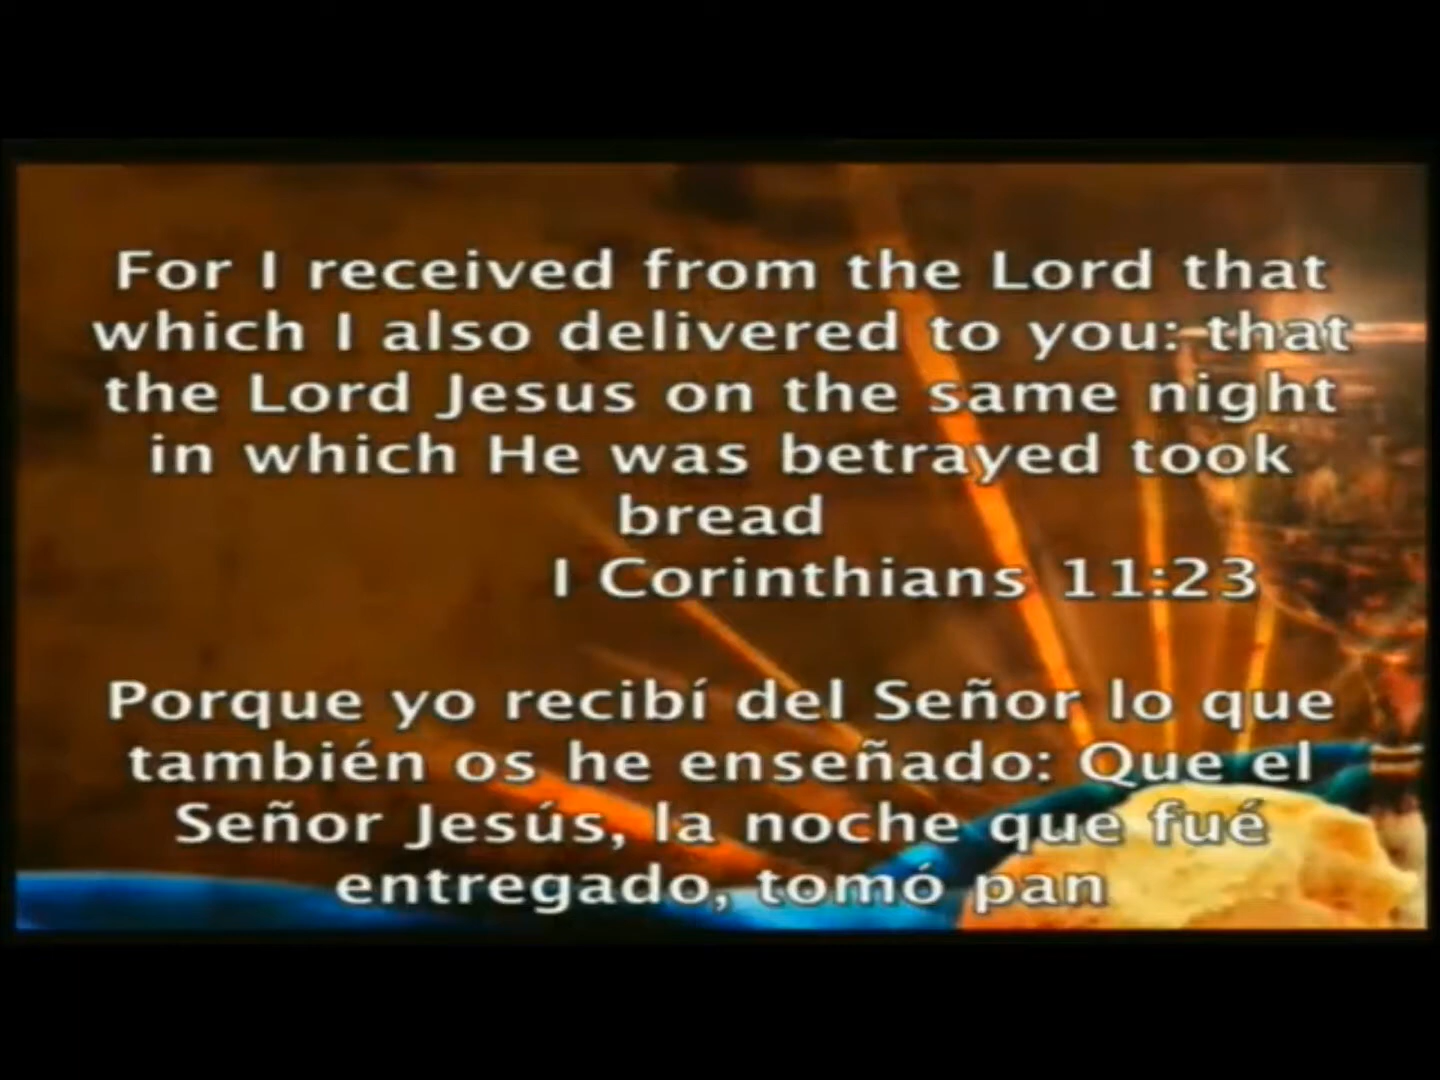 For I received from the Lord that
which I also delivered to you: that
the Lord Jesus on the same night
in which He was betrayed took
bread
I Corinthians 11:23
Porque yo recibí del Señor lo que
también os he enseñado: Que el
Señor Jesús, la noche que fué
entregado, tomó pan